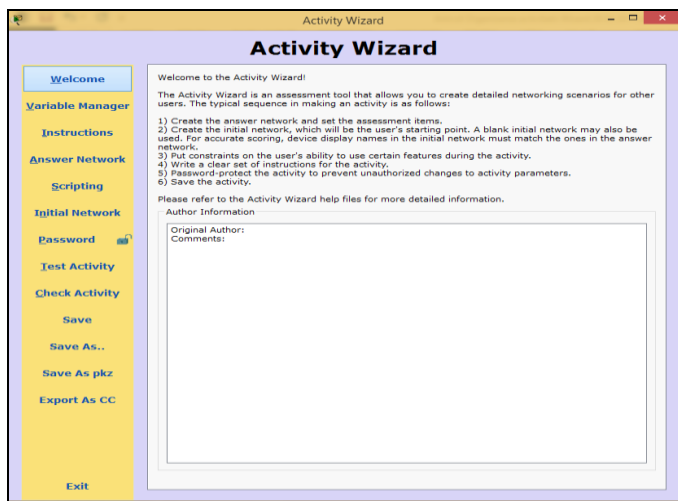 Activity Wizard
Activity Wizard
Welcome
Variable Manager
Instructions
Answer Network
Scripting
Initial Network
Password
Test Activity
Check Activity
Save
Save As..
Save As pkz
Export As CC
Exit
Welcome to the Activity Wizard!
The Activity Wizard is an assessment tool that allows you to create detailed networking scenarios for other
users. The typical sequence in making an activity is as follows:
1) Create the answer network and set the assessment items.
2) Create the initial network, which will be the user's starting point. A blank initial network may also be
used. For accurate scoring, device display names in the initial network must match the ones in the answer
network.
3) Put constraints on the user's ability to use certain features during the activity.
4) Write a clear set of instructions for the activity.
5) Password-protect the activity to prevent unauthorized changes to activity parameters.
6) Save the activity.
Please refer to the Activity Wizard help files for more detailed information.
Author Information
Original Author:
Comments: